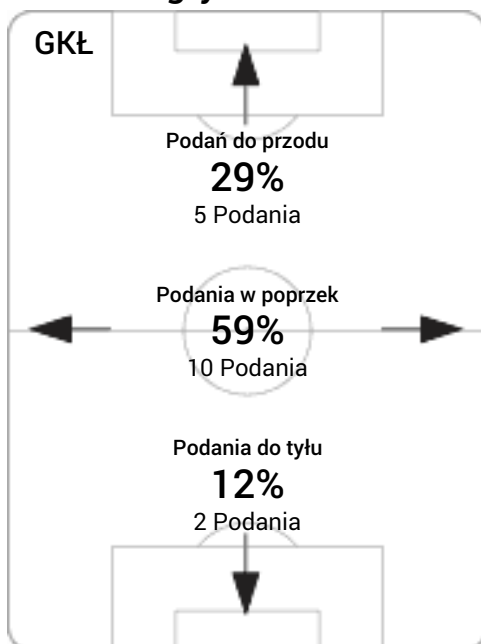 GKŁ
Podań do przodu
29%
5 Podania
Podania w poprzek
59%
10 Podania
Podania do tyłu
12%
2 Podania